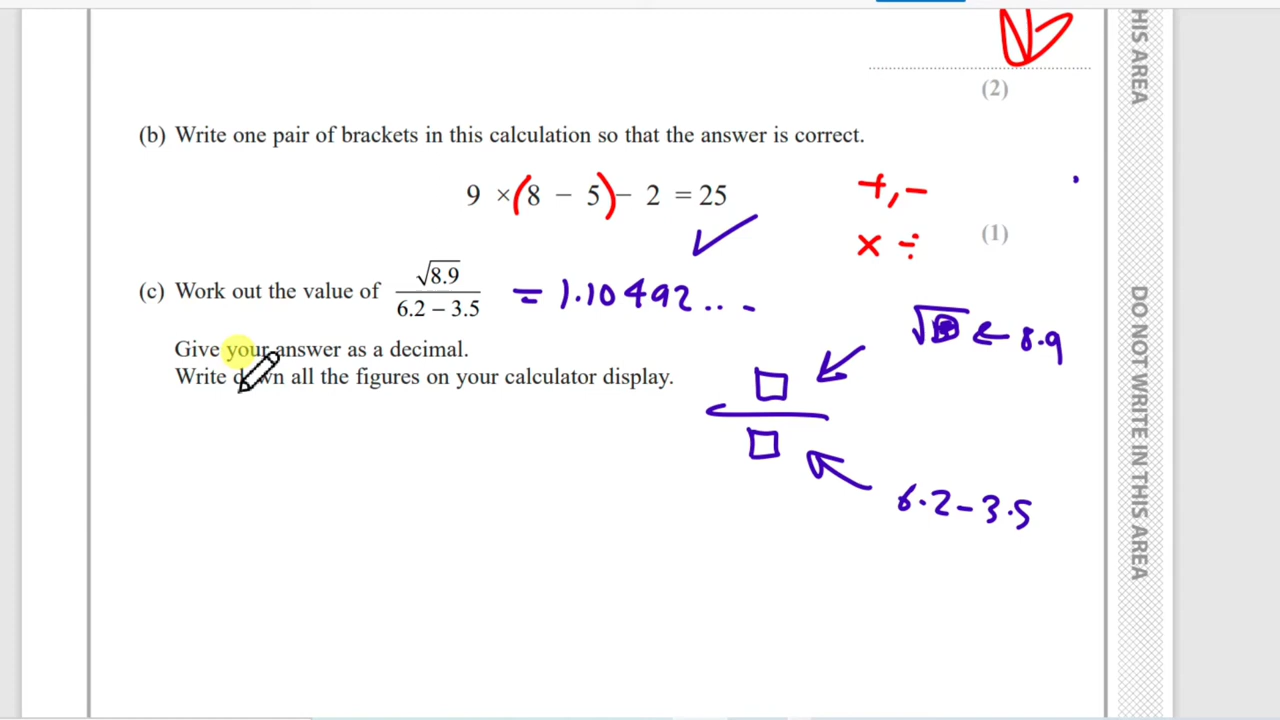 (2)
(b) Write one pair of brackets in this calculation so that the answer is correct.
9 ×(8 − 5)− 2 = 25
+, −
× ÷
(1)
(c) Work out the value of √8.9 / 6.2 − 3.5 = 1.10492...
√□ ← 8.9
Give your answer as a decimal.
Write down all the figures on your calculator display.
6.2−3.5
HIS AREA
DO NOT WRITE IN THIS AREA